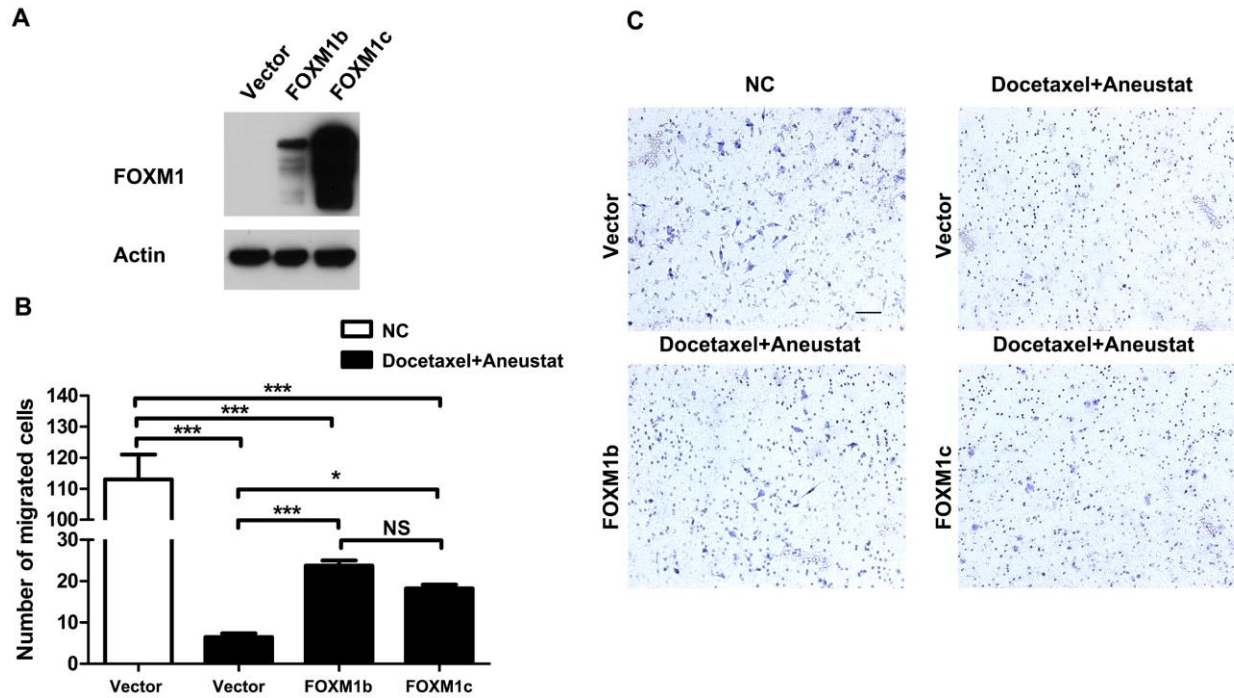 A
Vector
FOXM1b
FOXM1c
FOXM1
Actin
B
NC
Docetaxel+Aneustat
Number of migrated cells
140
130
120
110
100
30
20
10
0
***
***
***
*
***
NS
Vector
Vector
FOXM1b
FOXM1c
C
NC
Docetaxel+Aneustat
Vector
Vector
Docetaxel+Aneustat
Docetaxel+Aneustat
FOXM1b
FOXM1c